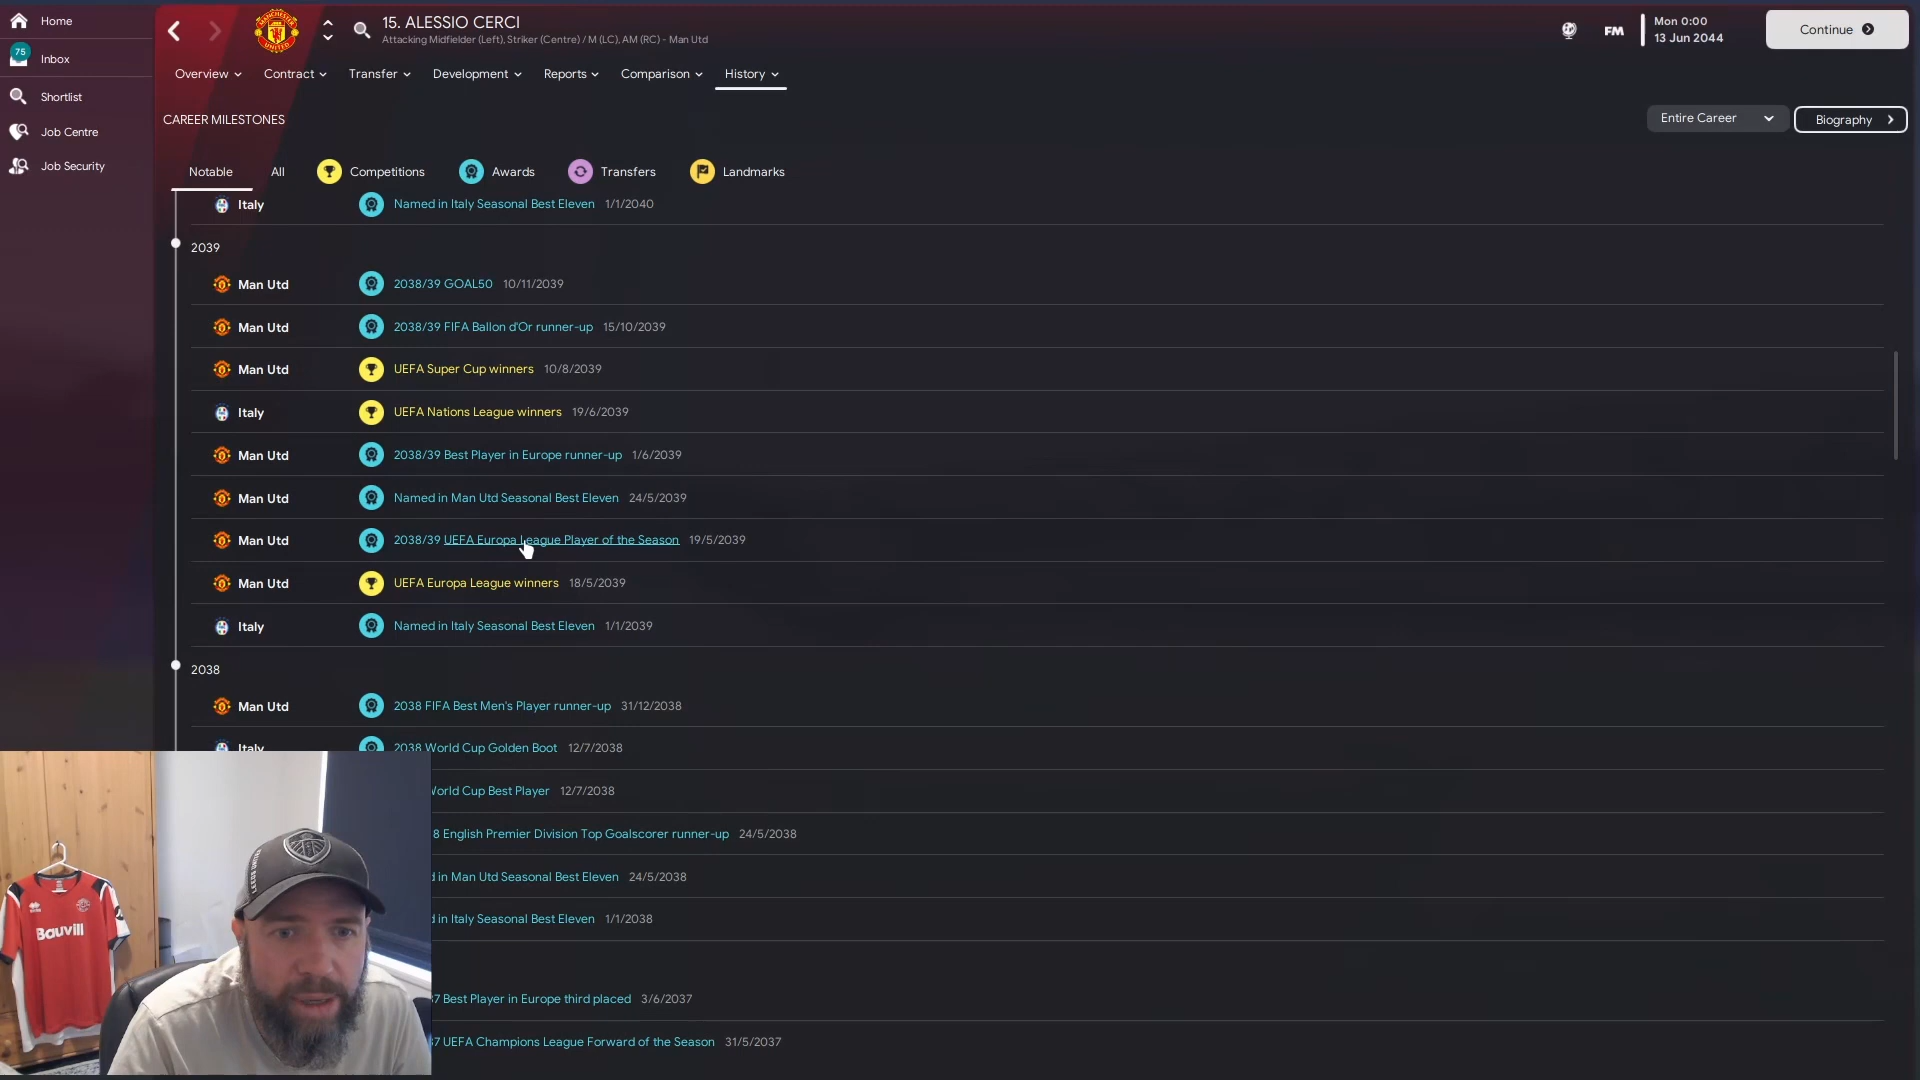 Home
75
Inbox
Shortlist
Job Centre
Job Security
15. ALESSIO CERCI
Attacking Midfielder (Left), Striker (Centre) / M (LC), AM (RC) - Man Utd
FM
Mon 0:00
13 Jun 2044
Continue
Overview
Contract
Transfer
Development
Reports
Comparison
History
CAREER MILESTONES
Entire Career
Biography
Notable
All
Competitions
Awards
Transfers
Landmarks
Italy Named in Italy Seasonal Best Eleven 1/1/2040
2039
Man Utd 2038/39 GOAL50 10/11/2039
Man Utd 2038/39 FIFA Ballon d'Or runner-up 15/10/2039
Man Utd UEFA Super Cup winners 10/8/2039
Italy UEFA Nations League winners 19/6/2039
Man Utd 2038/39 Best Player in Europe runner-up 1/6/2039
Man Utd Named in Man Utd Seasonal Best Eleven 24/5/2039
Man Utd 2038/39 UEFA Europa League Player of the Season 19/5/2039
Man Utd UEFA Europa League winners 18/5/2039
Italy Named in Italy Seasonal Best Eleven 1/1/2039
2038
Man Utd 2038 FIFA Best Men's Player runner-up 31/12/2038
Italy 2038 World Cup Golden Boot 12/7/2038
World Cup Best Player 12/7/2038
8 English Premier Division Top Goalscorer runner-up 24/5/2038
d in Man Utd Seasonal Best Eleven 24/5/2038
d in Italy Seasonal Best Eleven 1/1/2038
37 Best Player in Europe third placed 3/6/2037
37 UEFA Champions League Forward of the Season 31/5/2037
Bauvill